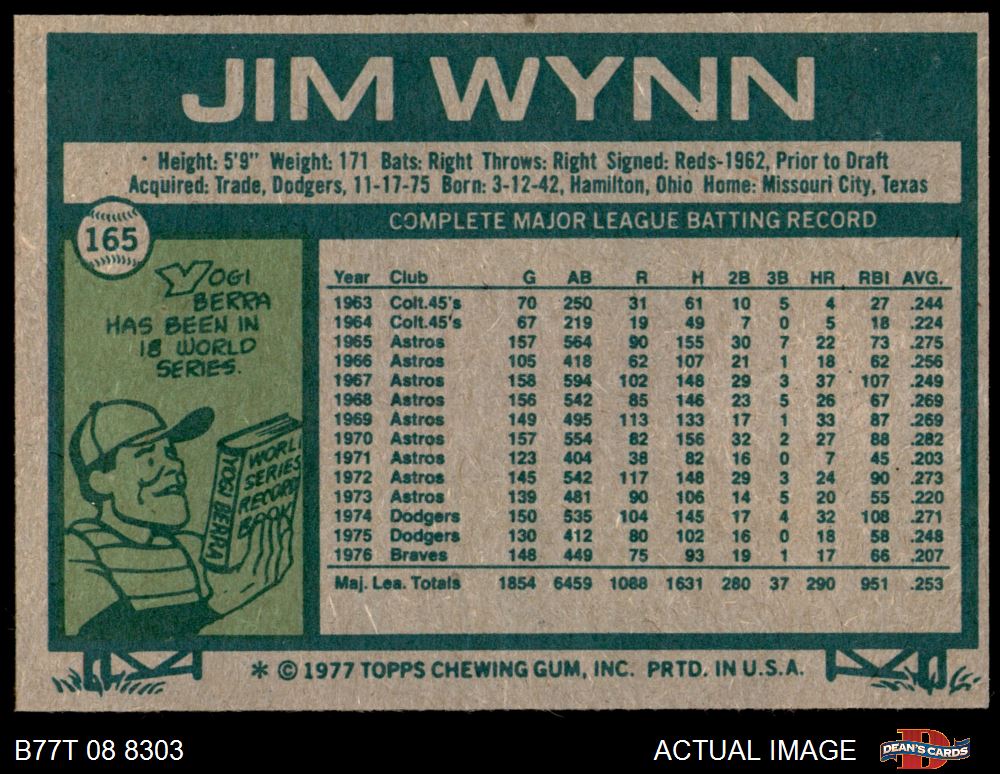 JIM WYNN
Height: 5'9" Weight: 171 Bats: Right Throws: Right Signed: Reds-1962, Prior to Draft
Acquired: Trade, Dodgers, 11-17-75 Born: 3-12-42, Hamilton, Ohio Home: Missouri City, Texas
165
COMPLETE MAJOR LEAGUE BATTING RECORD
YOGI
BERRA
HAS BEEN IN
18 WORLD
SERIES.
WORLD
SERIES
RECORD
BOOK
YOGI BERRA
Year Club G AB R H 2B 3B HR RBI AVG.
1963 Colt.45's 70 250 31 61 10 5 4 27 .244
1964 Colt.45's 67 219 19 49 7 0 5 18 .224
1965 Astros 157 564 90 155 30 7 22 73 .275
1966 Astros 105 418 62 107 21 1 18 62 .256
1967 Astros 158 594 102 148 29 3 37 107 .249
1968 Astros 156 542 85 146 23 5 26 67 .269
1969 Astros 149 495 113 133 17 1 33 87 .269
1970 Astros 157 554 82 156 32 2 27 88 .282
1971 Astros 123 404 38 82 16 0 7 45 .203
1972 Astros 145 542 117 148 29 3 24 90 .273
1973 Astros 139 481 90 106 14 5 20 55 .220
1974 Dodgers 150 535 104 145 17 4 32 108 .271
1975 Dodgers 130 412 80 102 16 0 18 58 .248
1976 Braves 148 449 75 93 19 1 17 66 .207
Maj. Lea. Totals 1854 6459 1088 1631 280 37 290 951 .253
* © 1977 TOPPS CHEWING GUM, INC. PRTD. IN U.S.A.
B77T 08 8303
ACTUAL IMAGE
DEAN'S CARDS